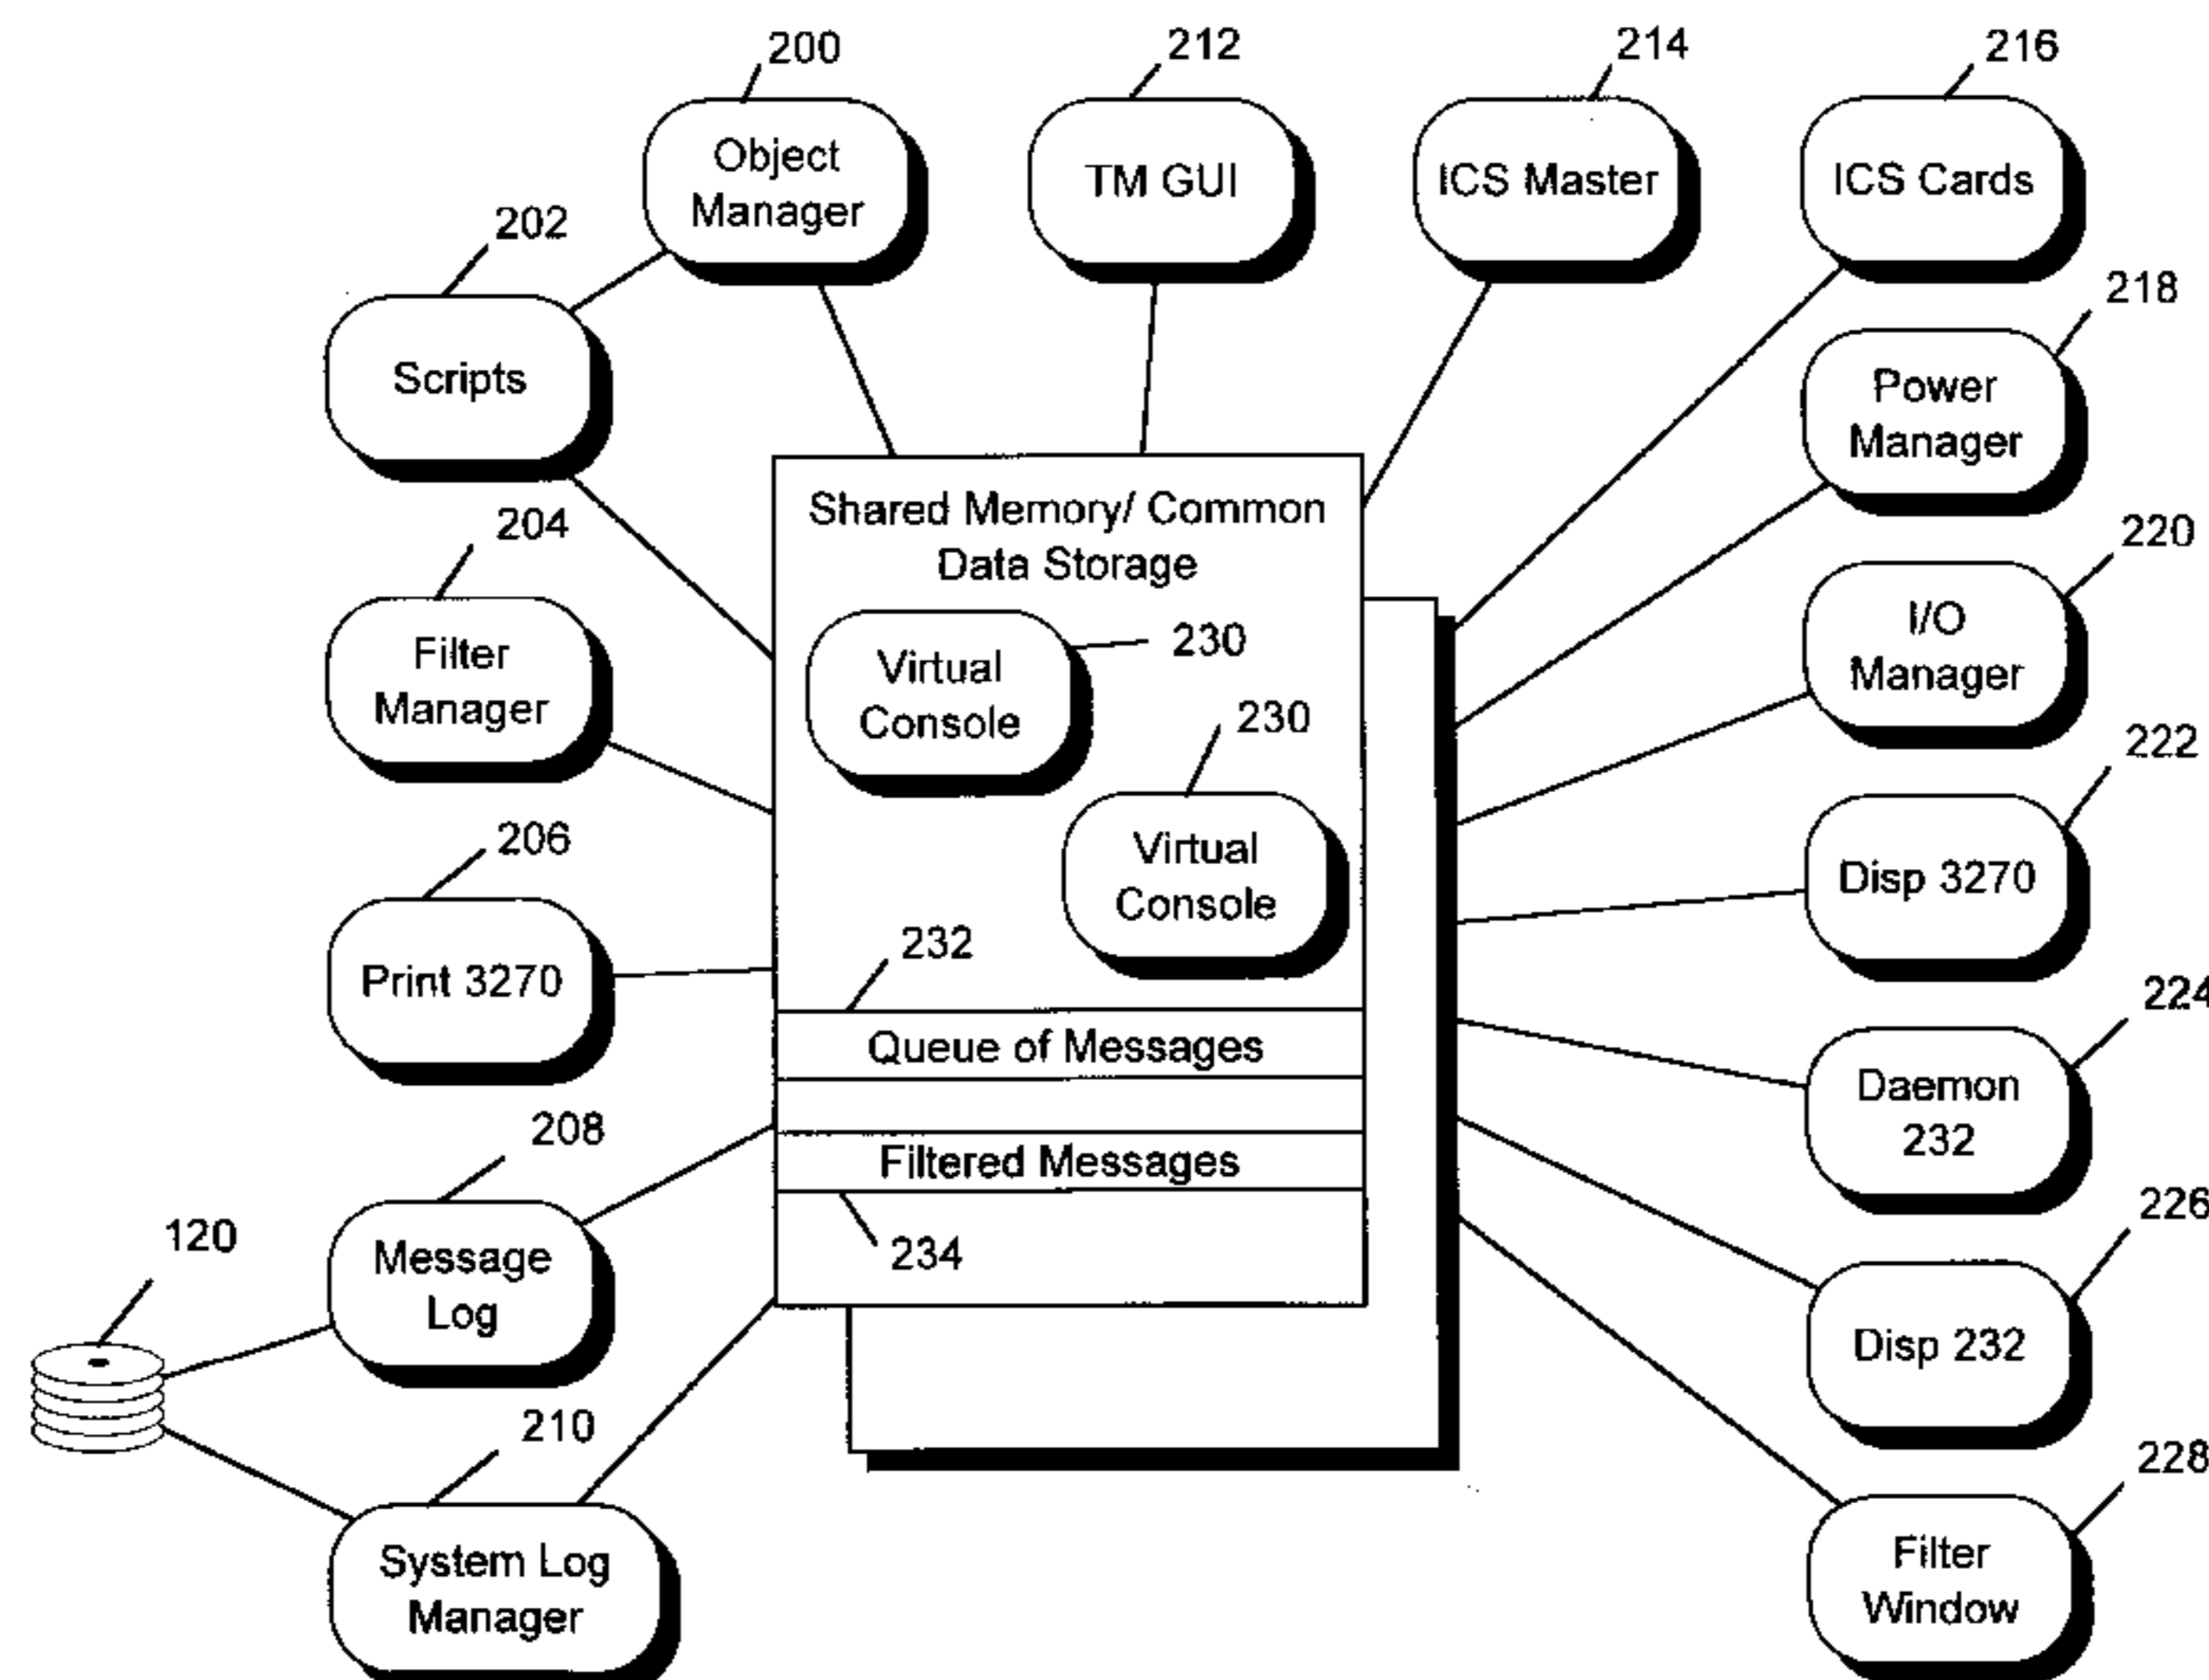 200
212
214
216
Object
Manager
TM GUI
ICS Master
ICS Cards
202
218
Scripts
Power
Manager
204
Shared Memory/ Common
Data Storage
220
Filter
Manager
Virtual
Console
230
I/O
Manager
230
222
206
Virtual
Console
Disp 3270
Print 3270
232
224
Queue of Messages
Daemon
232
208
Filtered Messages
226
120
Message
Log
234
Disp 232
210
228
System Log
Manager
Filter
Window